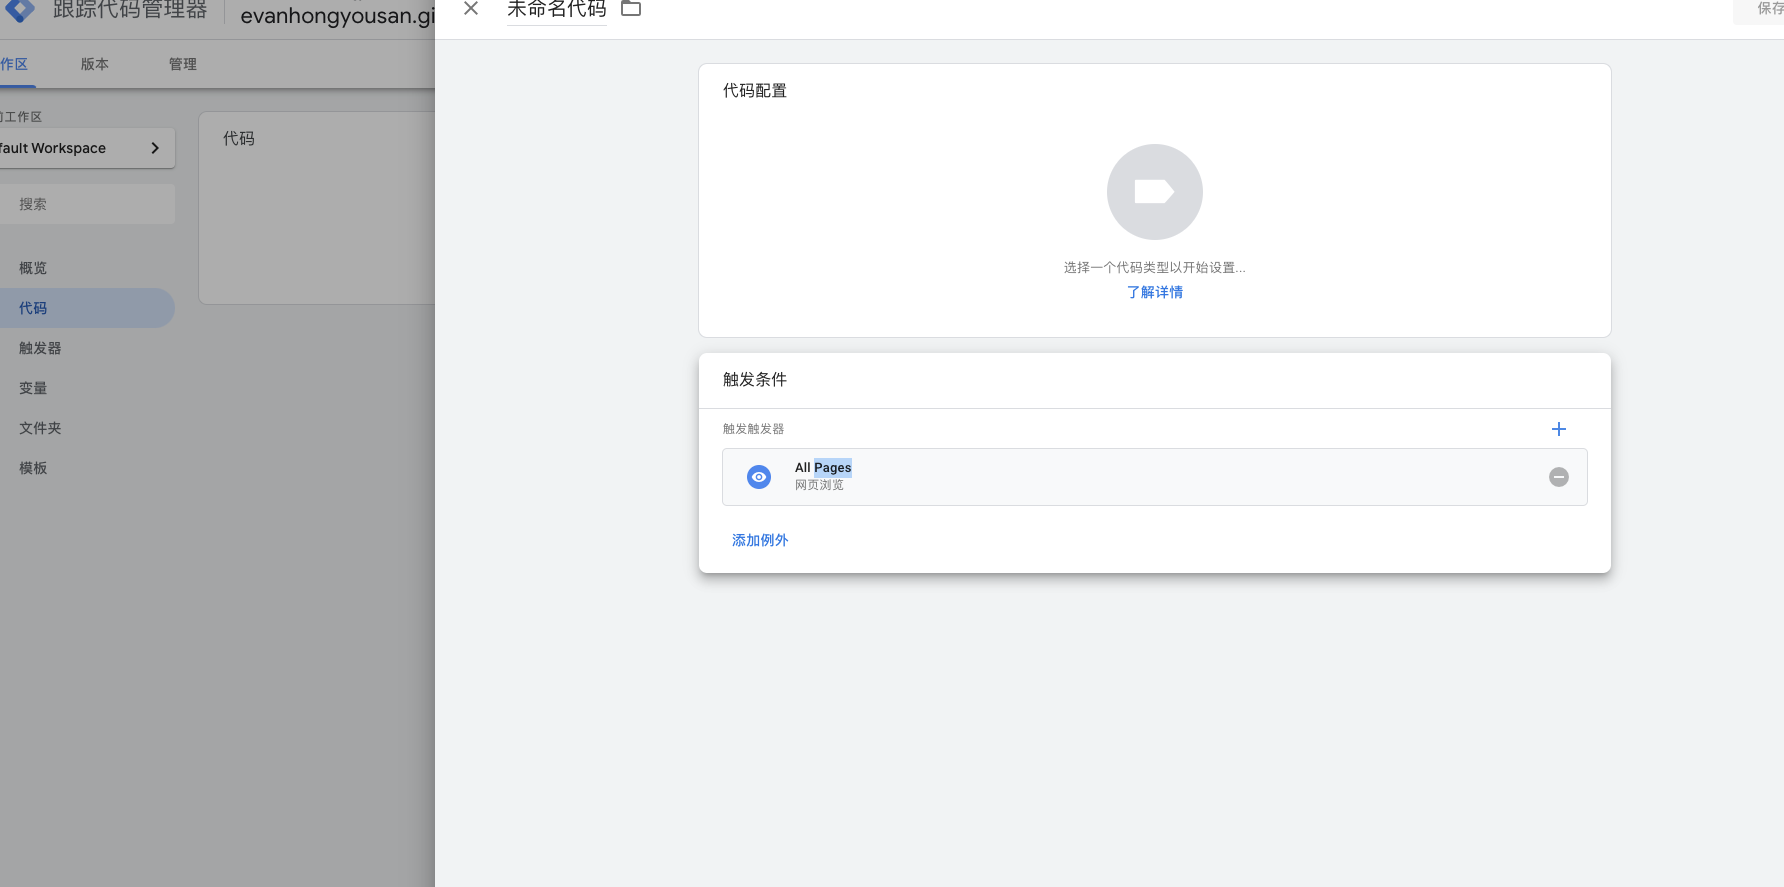 跟踪代码管理器
evanhongyousan.gi
未命名代码
保存
作区
版本
管理
前工作区
fault Workspace
搜索
概览
代码
触发器
变量
文件夹
模板
代码
代码配置
选择一个代码类型以开始设置...
了解详情
触发条件
触发触发器
All Pages
网页浏览
添加例外